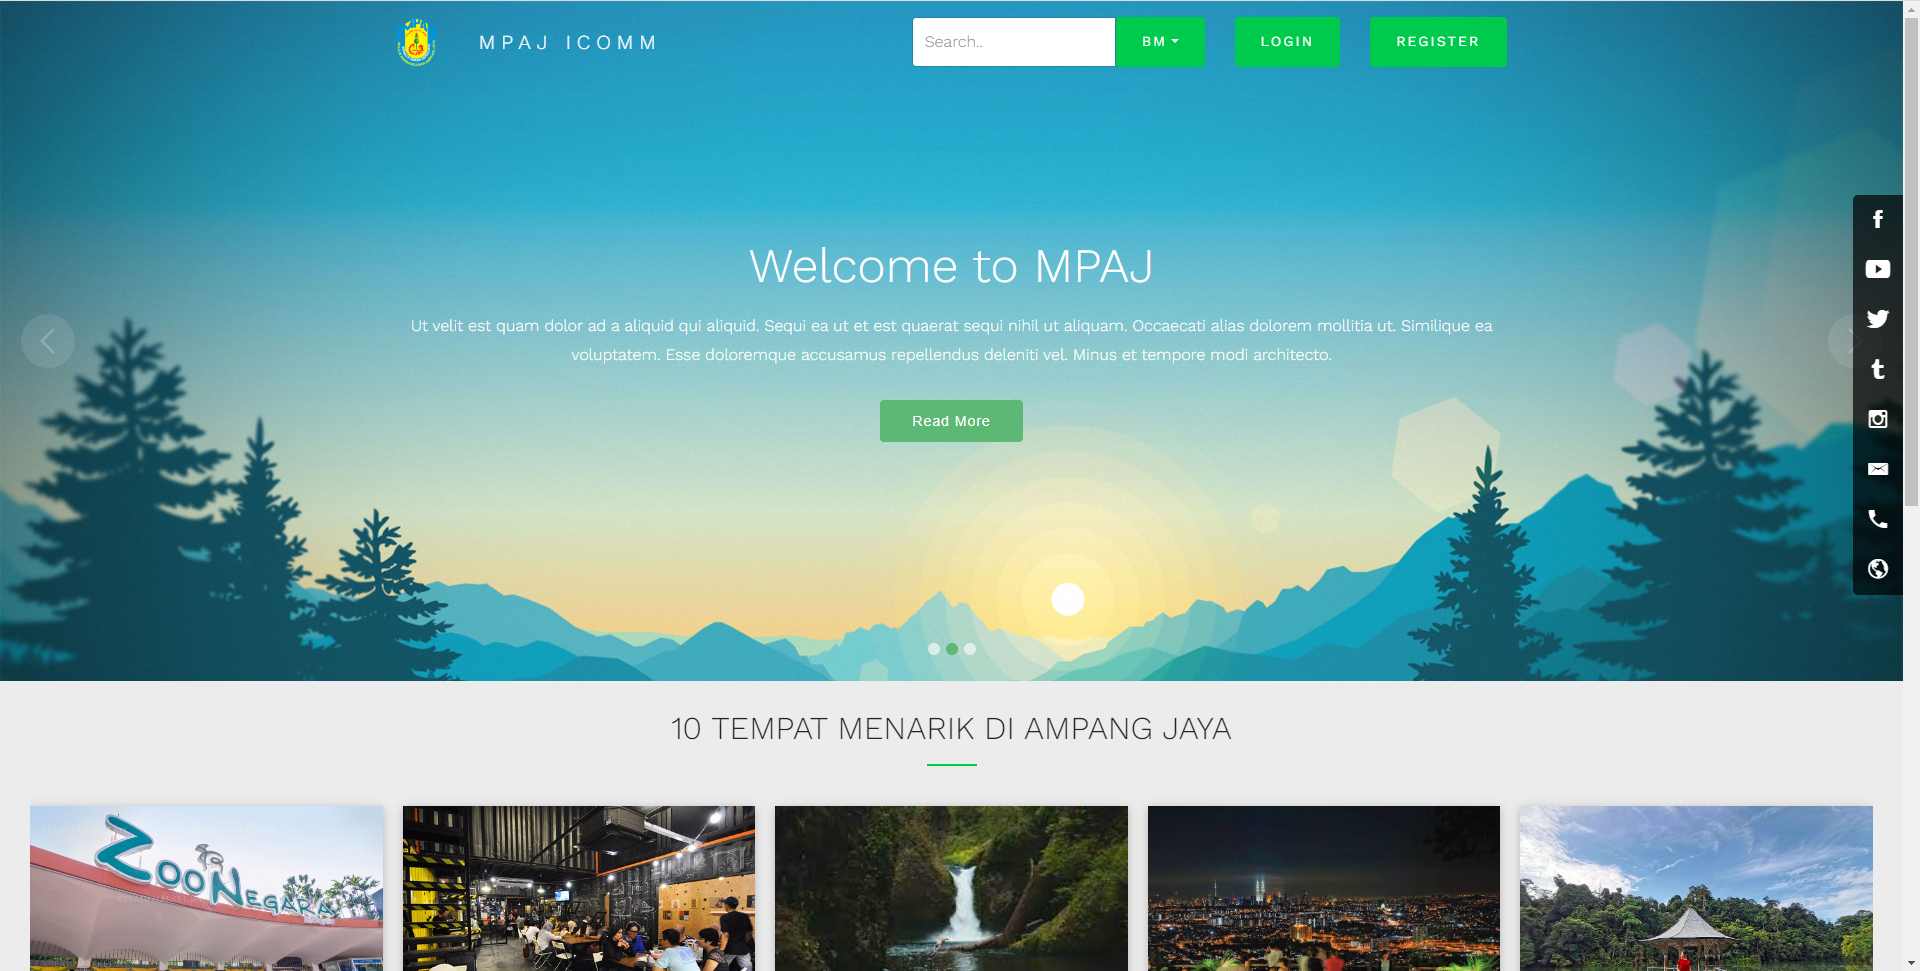 MPAJ ICOMM
Search..
BM
LOGIN
REGISTER
Welcome to MPAJ
Ut velit est quam dolor ad a aliquid qui aliquid. Sequi ea ut et est quaerat sequi nihil ut aliquam. Occaecati alias dolorem mollitia ut. Similique ea
voluptatem. Esse doloremque accusamus repellendus deleniti vel. Minus et tempore modi architecto.
Read More
10 TEMPAT MENARIK DI AMPANG JAYA
ZOO NEGARA